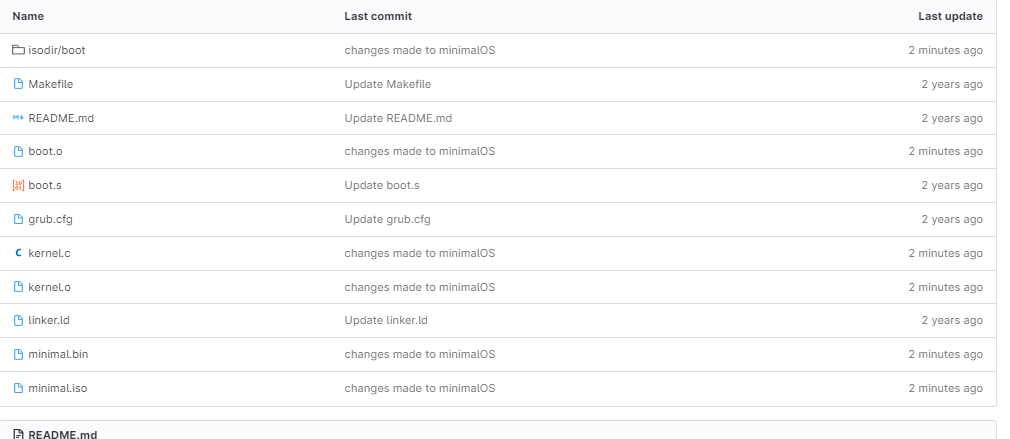 Name Last commit Last update
isodir/boot changes made to minimalOS 2 minutes ago
Makefile Update Makefile 2 years ago
M↓ README.md Update README.md 2 years ago
boot.o changes made to minimalOS 2 minutes ago
boot.s Update boot.s 2 years ago
grub.cfg Update grub.cfg 2 years ago
C kernel.c changes made to minimalOS 2 minutes ago
kernel.o changes made to minimalOS 2 minutes ago
linker.ld Update linker.ld 2 years ago
minimal.bin changes made to minimalOS 2 minutes ago
minimal.iso changes made to minimalOS 2 minutes ago
README.md